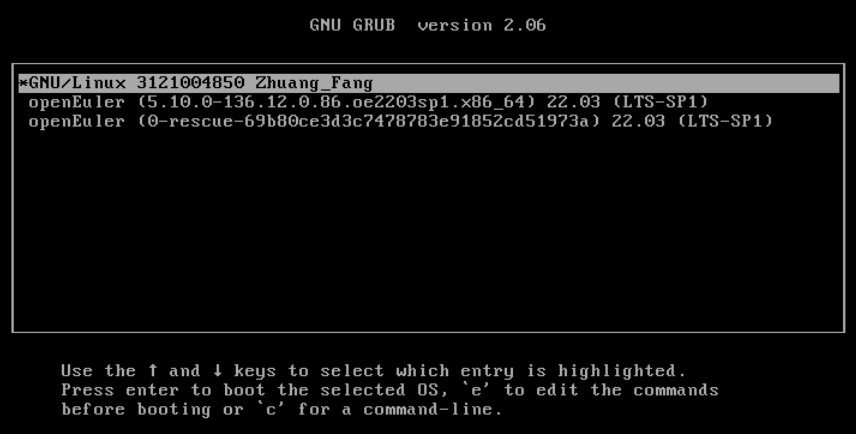 GNU GRUB  version 2.06
*GNU/Linux 3121004850 Zhuang_Fang
openEuler (5.10.0-136.12.0.86.oe2203sp1.x86_64) 22.03 (LTS-SP1)
openEuler (0-rescue-69b80ce3d3c7478783e91852cd51973a) 22.03 (LTS-SP1)
Use the ↑ and ↓ keys to select which entry is highlighted.
Press enter to boot the selected OS, `e' to edit the commands
before booting or `c' for a command-line.